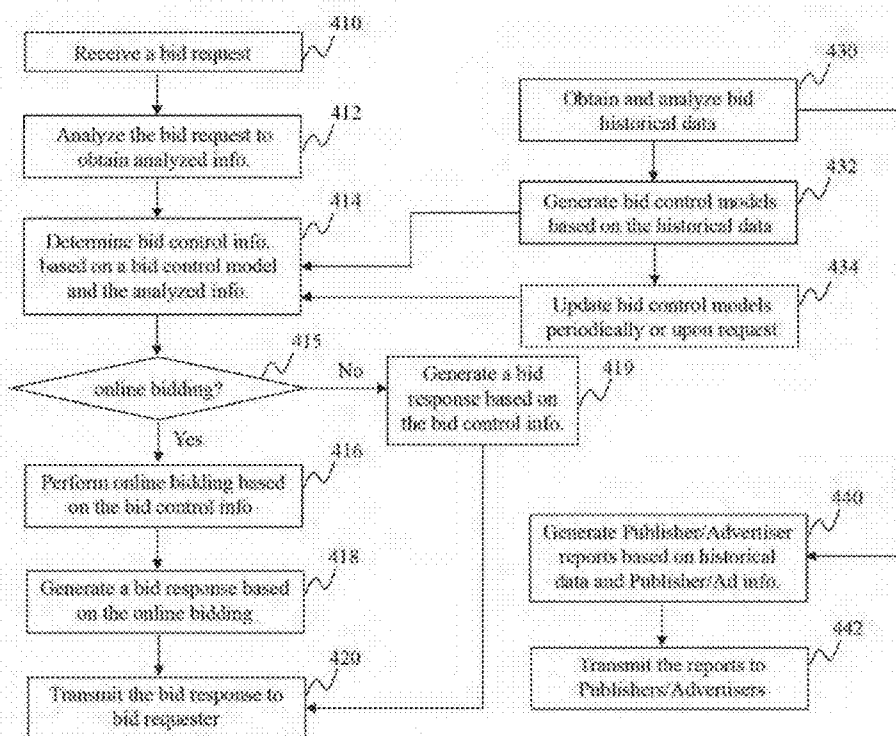 410
Receive a bid request
412
Analyze the bid request to
obtain analyzed info.
414
Determine bid control info.
based on a bid control model
and the analyzed info.
415
online bidding?
No
Yes
416
Perform online bidding based
on the bid control info
418
Generate a bid response based
on the online bidding
420
Transmit the bid response to
bid requester
419
Generate a bid
response based on
the bid control info.
430
Obtain and analyze bid
historical data
432
Generate bid control models
based on the historical data
434
Update bid control models
periodically or upon request
440
Generate Publisher/Advertiser
reports based on historical
data and Publisher/Ad info.
442
Transmit the reports to
Publishers/Advertisers